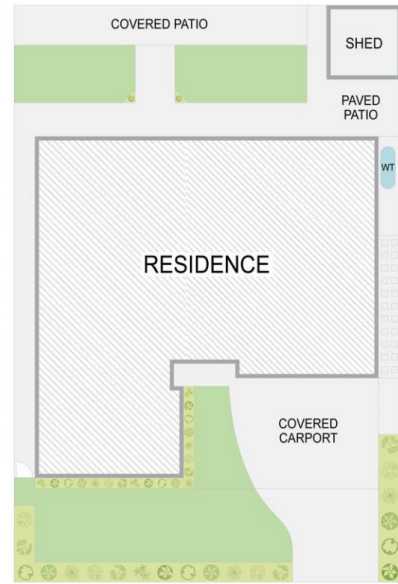 COVERED PATIO
SHED
PAVED
PATIO
WT
RESIDENCE
COVERED
CARPORT